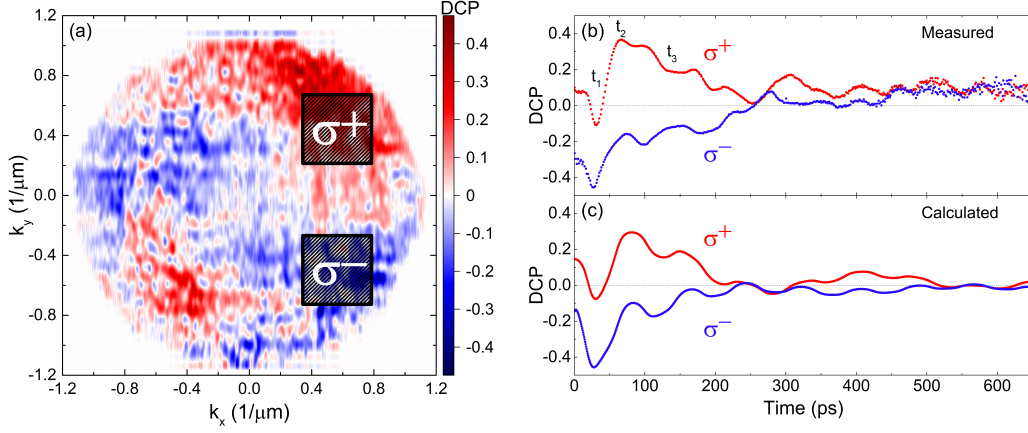 (a)
DCP
1.2
0.8
0.4
0.0
-0.4
-0.8
-1.2
k_y (1/μm)
-1.2 -0.8 -0.4 0.0 0.4 0.8 1.2
k_x (1/μm)
σ+
σ−
0.4
0.3
0.2
0.1
0
-0.1
-0.2
-0.3
-0.4
(b)
Measured
t_1
t_2
t_3
σ+
σ−
DCP
0.4
0.2
0.0
-0.2
-0.4
(c)
Calculated
σ+
σ−
DCP
0.4
0.2
0.0
-0.2
-0.4
0 100 200 300 400 500 600
Time (ps)